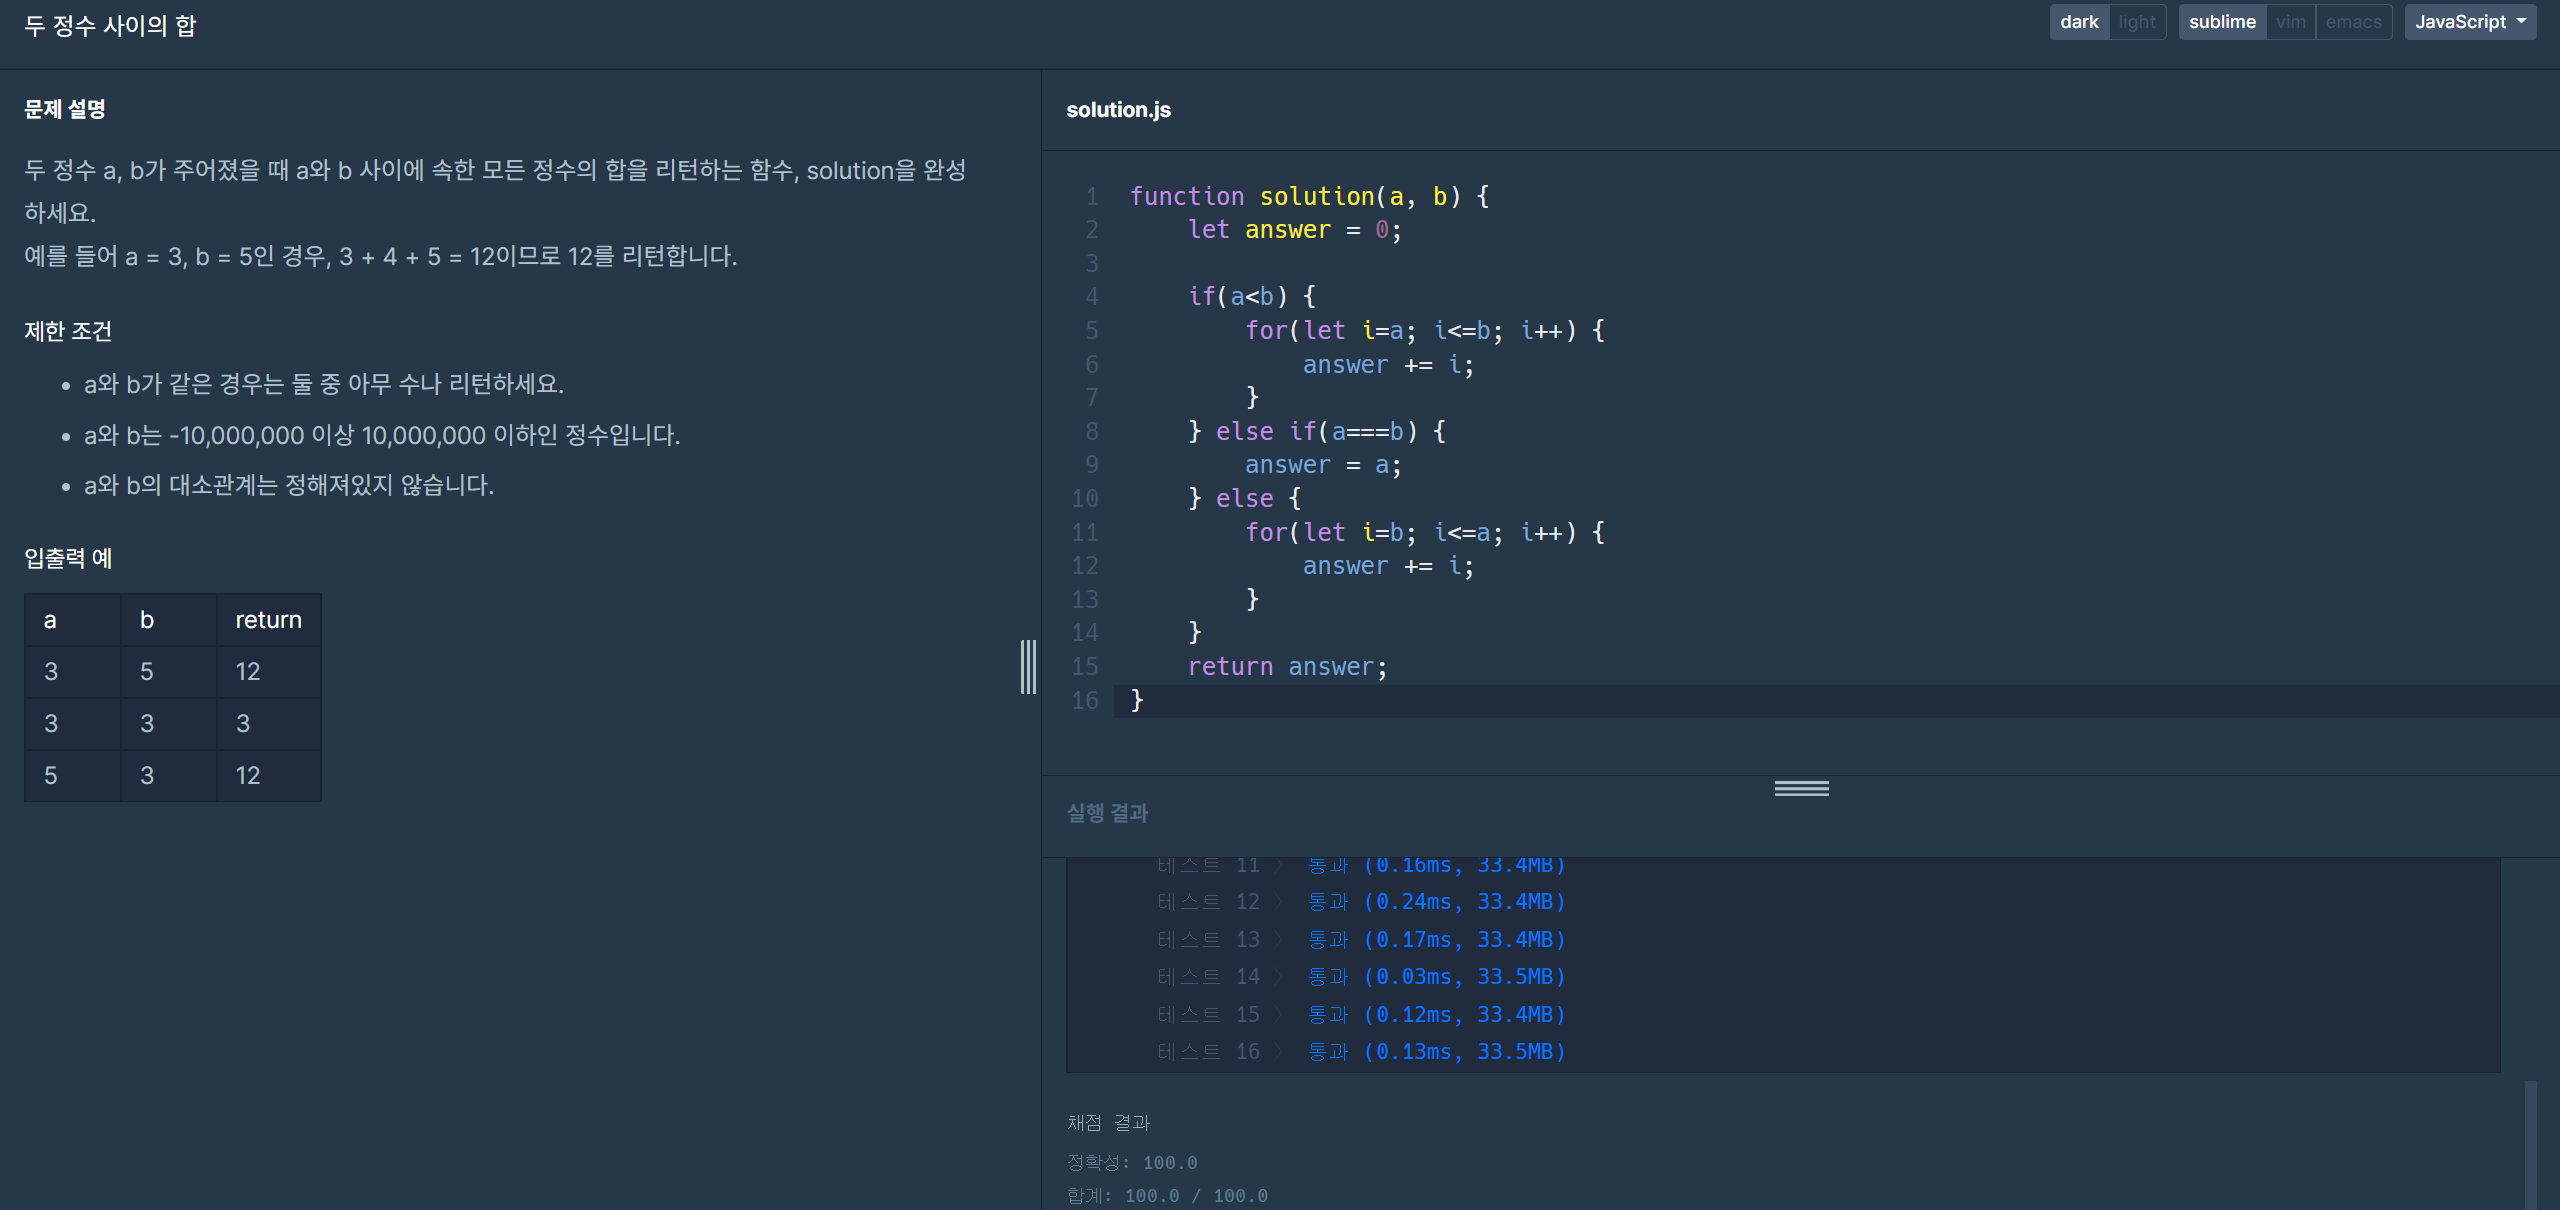 두 정수 사이의 합
dark light sublime vim emacs JavaScript
문제 설명
두 정수 a, b가 주어졌을 때 a와 b 사이에 속한 모든 정수의 합을 리턴하는 함수, solution을 완성
하세요.
예를 들어 a = 3, b = 5인 경우, 3 + 4 + 5 = 12이므로 12를 리턴합니다.
제한 조건
• a와 b가 같은 경우는 둘 중 아무 수나 리턴하세요.
• a와 b는 -10,000,000 이상 10,000,000 이하인 정수입니다.
• a와 b의 대소관계는 정해져있지 않습니다.
입출력 예
a b return
3 5 12
3 3 3
5 3 12
solution.js
1 function solution(a, b) {
2     let answer = 0;
3
4     if(a<b) {
5         for(let i=a; i<=b; i++) {
6             answer += i;
7         }
8     } else if(a===b) {
9         answer = a;
10     } else {
11         for(let i=b; i<=a; i++) {
12             answer += i;
13         }
14     }
15     return answer;
16 }
실행 결과
테스트 11 〉 통과 (0.16ms, 33.4MB)
테스트 12 〉 통과 (0.24ms, 33.4MB)
테스트 13 〉 통과 (0.17ms, 33.4MB)
테스트 14 〉 통과 (0.03ms, 33.5MB)
테스트 15 〉 통과 (0.12ms, 33.4MB)
테스트 16 〉 통과 (0.13ms, 33.5MB)
채점 결과
정확성: 100.0
합계: 100.0 / 100.0